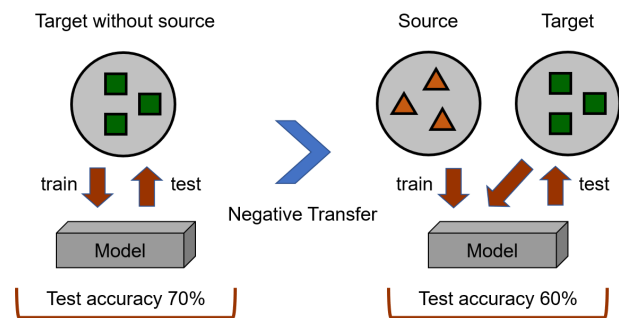 Target without source
Source
Target
train
test
train
test
Negative Transfer
Model
Model
Test accuracy 70%
Test accuracy 60%